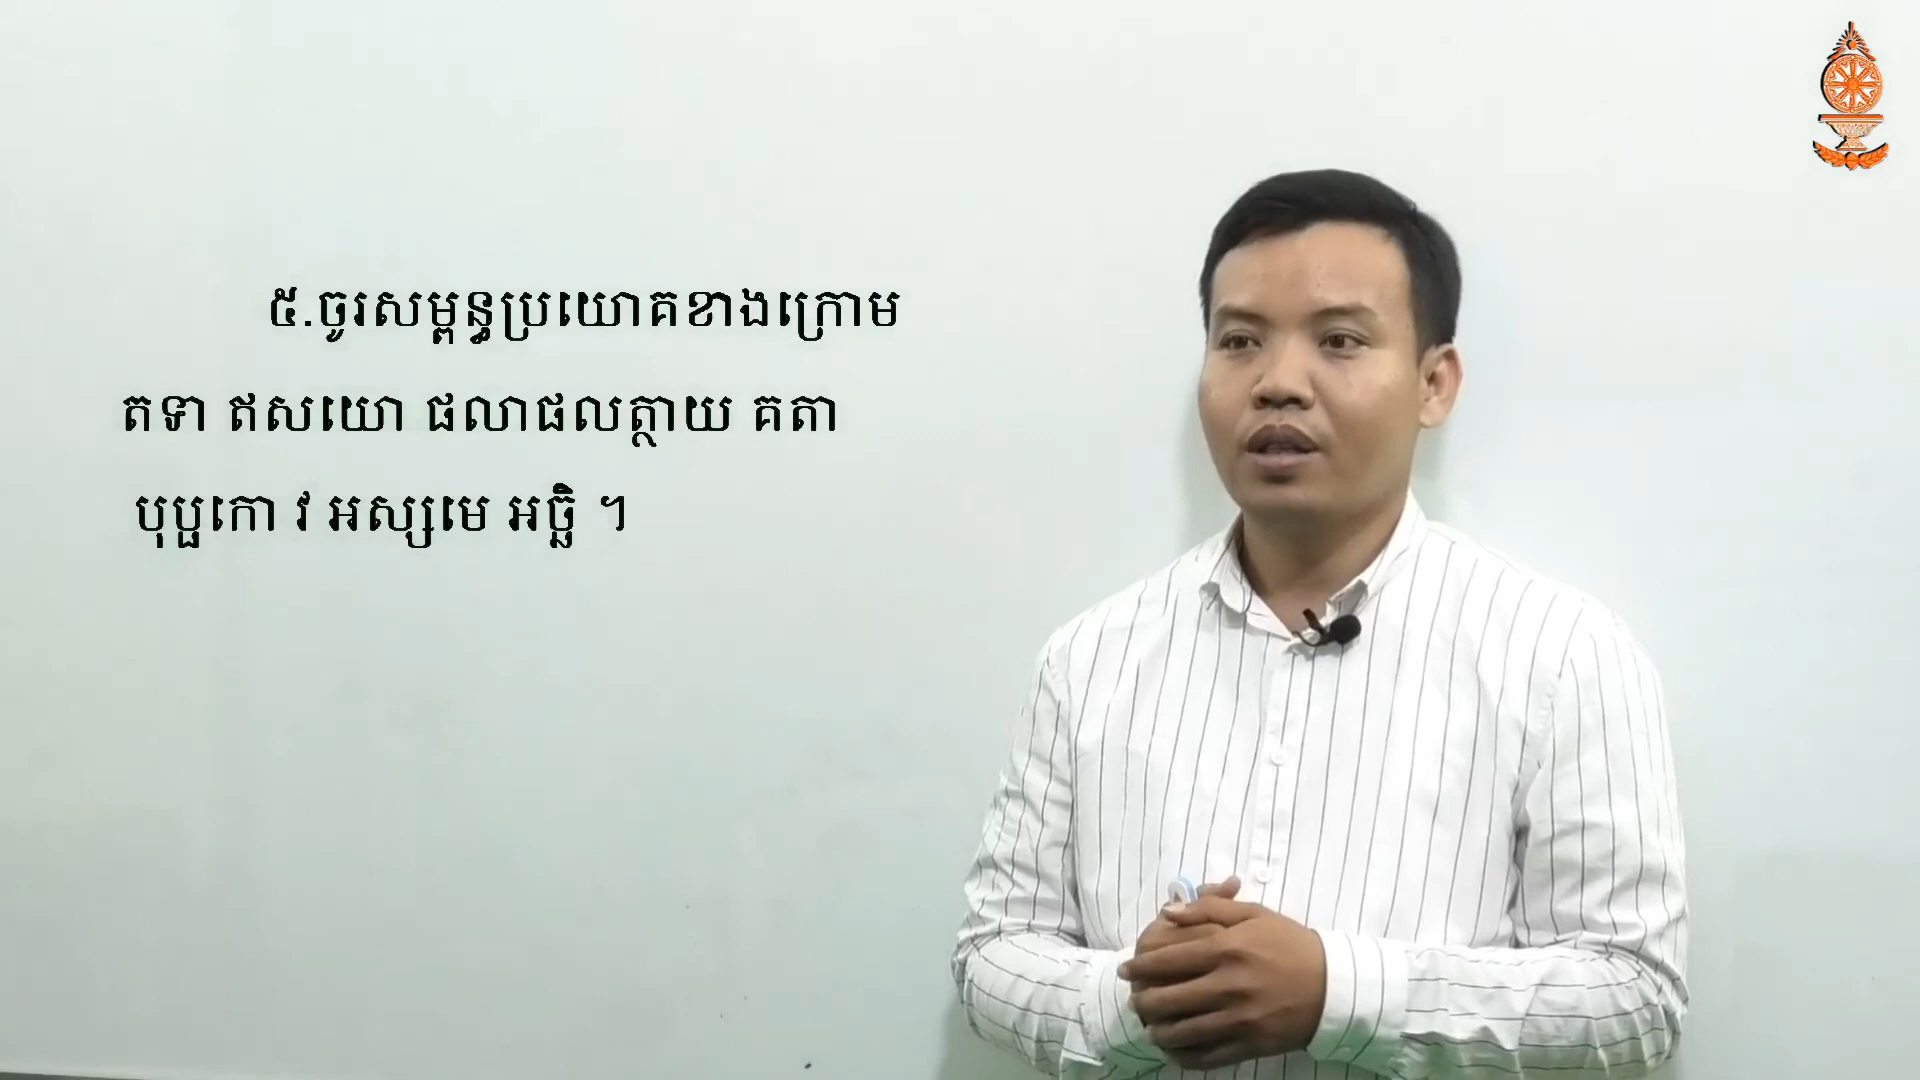 ៥.ចូរសម្ពន្ធប្រយោគខាងក្រោម
តទា ឥសយោ ផលាផលត្ថាយ គតា
បុប្ផកោ វ អស្សមេ អច្ឆិ ។